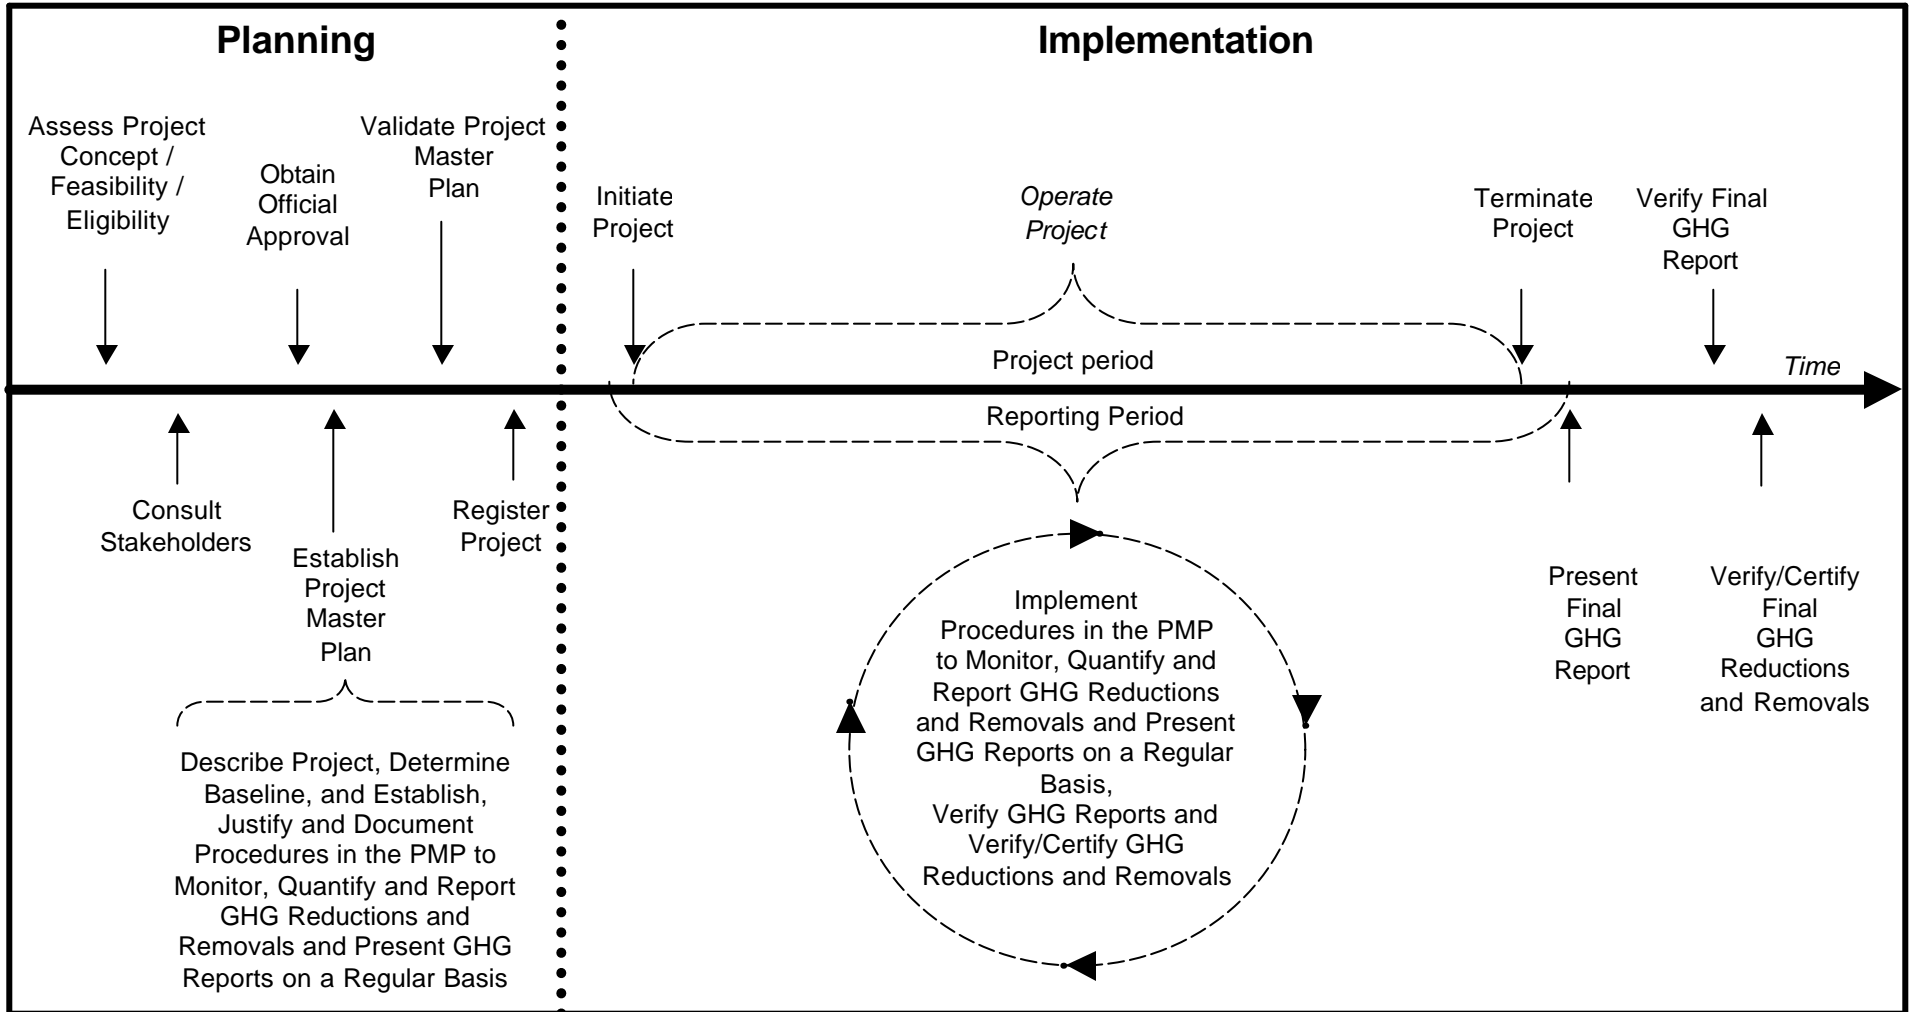 Planning
Implementation
Assess Project
Concept /
Feasibility /
Eligibility
Obtain
Official
Approval
Validate Project
Master
Plan
Initiate
Project
Operate
Project
Terminate
Project
Verify Final
GHG
Report
Project period
Time
Reporting Period
Consult
Stakeholders
Establish
Project
Master
Plan
Register
Project
Describe Project, Determine
Baseline, and Establish,
Justify and Document
Procedures in the PMP to
Monitor, Quantify and Report
GHG Reductions and
Removals and Present GHG
Reports on a Regular Basis
Implement
Procedures in the PMP
to Monitor, Quantify and
Report GHG Reductions
and Removals and Present
GHG Reports on a Regular
Basis,
Verify GHG Reports and
Verify/Certify GHG
Reductions and Removals
Present
Final
GHG
Report
Verify/Certify
Final
GHG
Reductions
and Removals